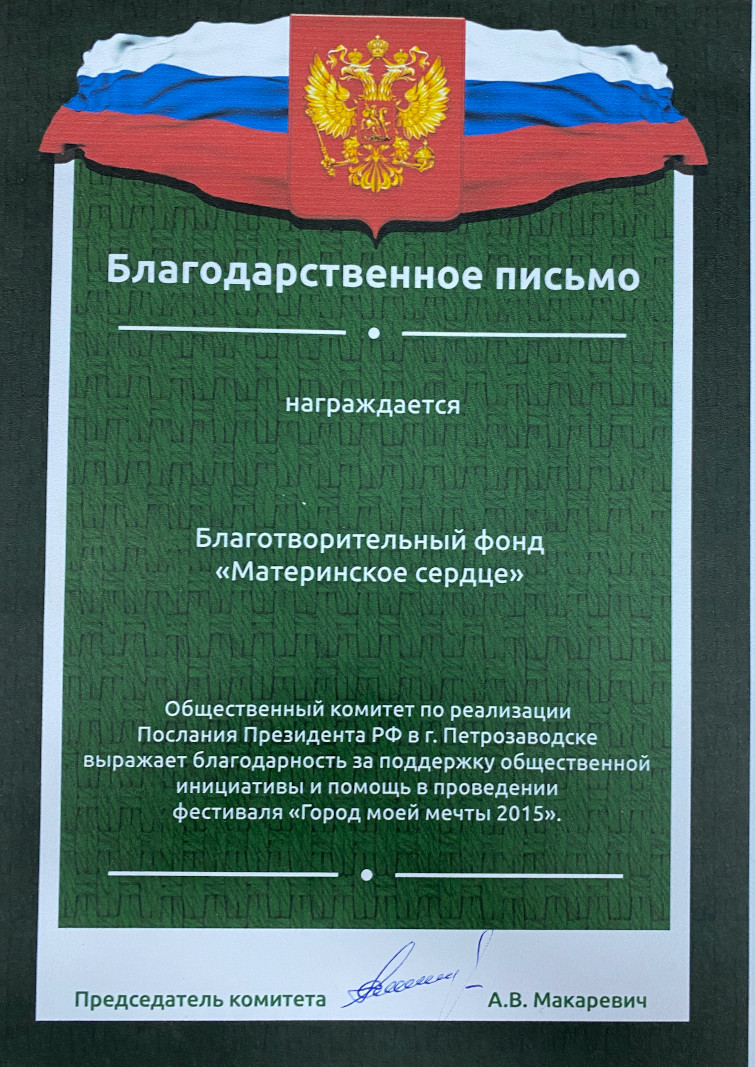 Благодарственное письмо
награждается
Благотворительный фонд
«Материнское сердце»
Общественный комитет по реализации
Послания Президента РФ в г. Петрозаводске
выражает благодарность за поддержку общественной
инициативы и помощь в проведении
фестиваля «Город моей мечты 2015».
Председатель комитета А.В. Макаревич